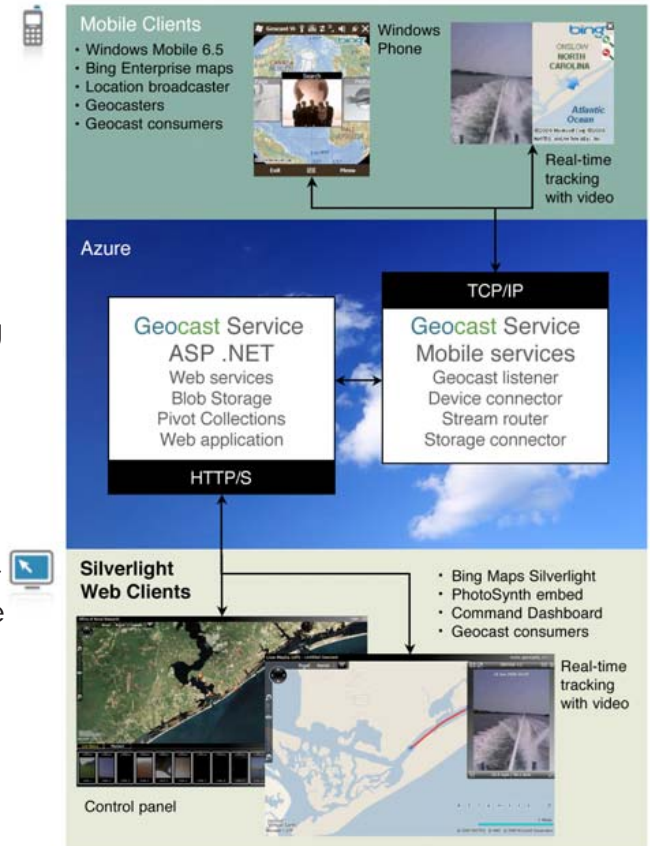 Mobile Clients
• Windows Mobile 6.5
• Bing Enterprise maps
• Location broadcaster
• Geocasters
• Geocast consumers
Search
Exit
Menu
Windows
Phone
bing
ONSLOW
NORTH
CAROLINA
Atlantic
Ocean
Real-time
tracking
with video
Azure
Geocast Service
ASP .NET
Web services
Blob Storage
Pivot Collections
Web application
HTTP/S
TCP/IP
Geocast Service
Mobile services
Geocast listener
Device connector
Stream router
Storage connector
Silverlight
Web Clients
• Bing Maps Silverlight
• PhotoSynth embed
• Command Dashboard
• Geocast consumers
Real-time
tracking
with video
Control panel